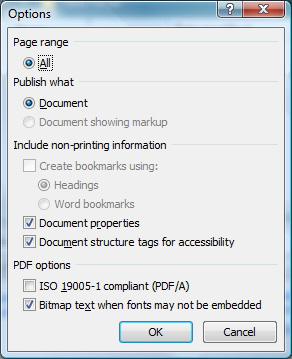 Options
Page range
All
Publish what
Document
Document showing markup
Include non-printing information
Create bookmarks using:
Headings
Word bookmarks
Document properties
Document structure tags for accessibility
PDF options
ISO 19005-1 compliant (PDF/A)
Bitmap text when fonts may not be embedded
OK Cancel